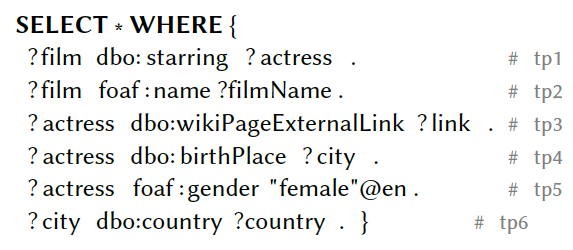 SELECT * WHERE {
?film dbo: starring ?actress . # tp1
?film foaf:name ?filmName . # tp2
?actress dbo:wikiPageExternalLink ?link . # tp3
?actress dbo: birthPlace ?city . # tp4
?actress foaf:gender "female"@en . # tp5
?city dbo:country ?country . } # tp6